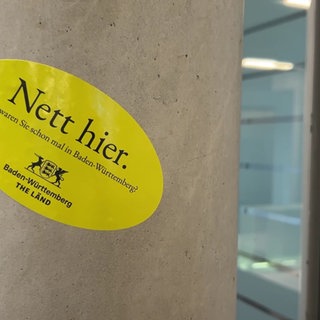 Nett hier.
waren Sie schon mal in Baden-Württemberg?
Baden-Württemberg
THE LÄND